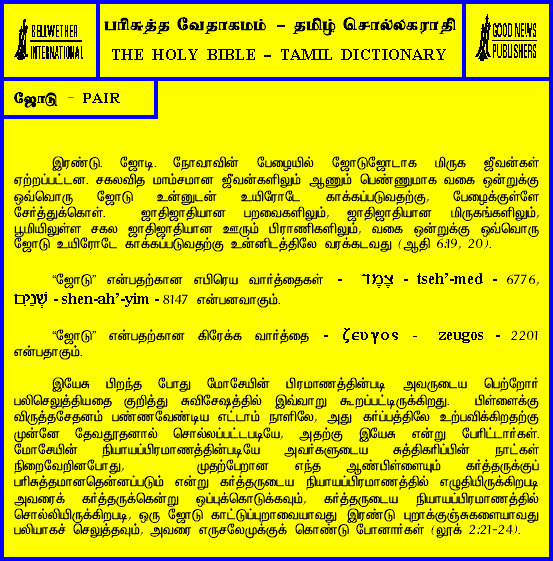 BELLWETHER
INTERNATIONAL
பரிசுத்த வேதாகமம் – தமிழ் சொல்லகராதி
THE HOLY BIBLE – TAMIL DICTIONARY
GOOD NEWS
PUBLISHERS
ஜோடு – PAIR
இரண்டு. ஜோடி. நோவாவின் பேழையில் ஜோடுஜோடாக மிருக ஜீவன்கள்
ஏற்றப்பட்டன. சகலவித மாம்சமான ஜீவன்களிலும் ஆணும் பெண்ணுமாக வகை ஒன்றுக்கு
ஒவ்வொரு ஜோடு உன்னுடன் உயிரோடே காக்கப்படுவதற்கு, பேழைக்குள்ளே
சேர்த்துக்கொள். ஜாதிஜாதியான பறவைகளிலும், ஜாதிஜாதியான மிருகங்களிலும்,
பூமியிலுள்ள சகல ஜாதிஜாதியான ஊரும் பிராணிகளிலும், வகை ஒன்றுக்கு ஒவ்வொரு
ஜோடு உயிரோடே காக்கப்படுவதற்கு உன்னிடத்திலே வரக்கடவது (ஆதி 6:19, 20).
“ஜோடு” என்பதற்கான எபிரெய வார்த்தைகள் - צֶמֶד - tseh’-med - 6776,
שְׁנַיִם - shen-ah’-yim - 8147 என்பனவாகும்.
“ஜோடு” என்பதற்கான கிரேக்க வார்த்தை - ζευγος - zeugos - 2201
என்பதாகும்.
இயேசு பிறந்த போது மோசேயின் பிரமாணத்தின்படி அவருடைய பெற்றோர்
பலிசெலுத்தியதை குறித்து சுவிசேஷத்தில் இவ்வாறு கூறப்பட்டிருக்கிறது. பிள்ளைக்கு
விருத்தசேதனம் பண்ணவேண்டிய எட்டாம் நாளிலே, அது கர்ப்பத்திலே உற்பவிக்கிறதற்கு
முன்னே தேவதூதனால் சொல்லப்பட்டபடியே, அதற்கு இயேசு என்று பேரிட்டார்கள்.
மோசேயின் நியாயப்பிரமாணத்தின்படியே அவர்களுடைய சுத்திகரிப்பின் நாட்கள்
நிறைவேறினபோது, முதற்பேறான எந்த ஆண்பிள்ளையும் கர்த்தருக்குப்
பரிசுத்தமானதென்னப்படும் என்று கர்த்தருடைய நியாயப்பிரமாணத்தில் எழுதியிருக்கிறபடி
அவரைக் கர்த்தருக்கென்று ஒப்புக்கொடுக்கவும், கர்த்தருடைய நியாயப்பிரமாணத்தில்
சொல்லியிருக்கிறபடி, ஒரு ஜோடு காட்டுப்புறாவையாவது இரண்டு புறாக்குஞ்சுகளையாவது
பலியாகச் செலுத்தவும், அவரை எருசலேமுக்குக் கொண்டு போனார்கள் (லூக் 2:21-24).